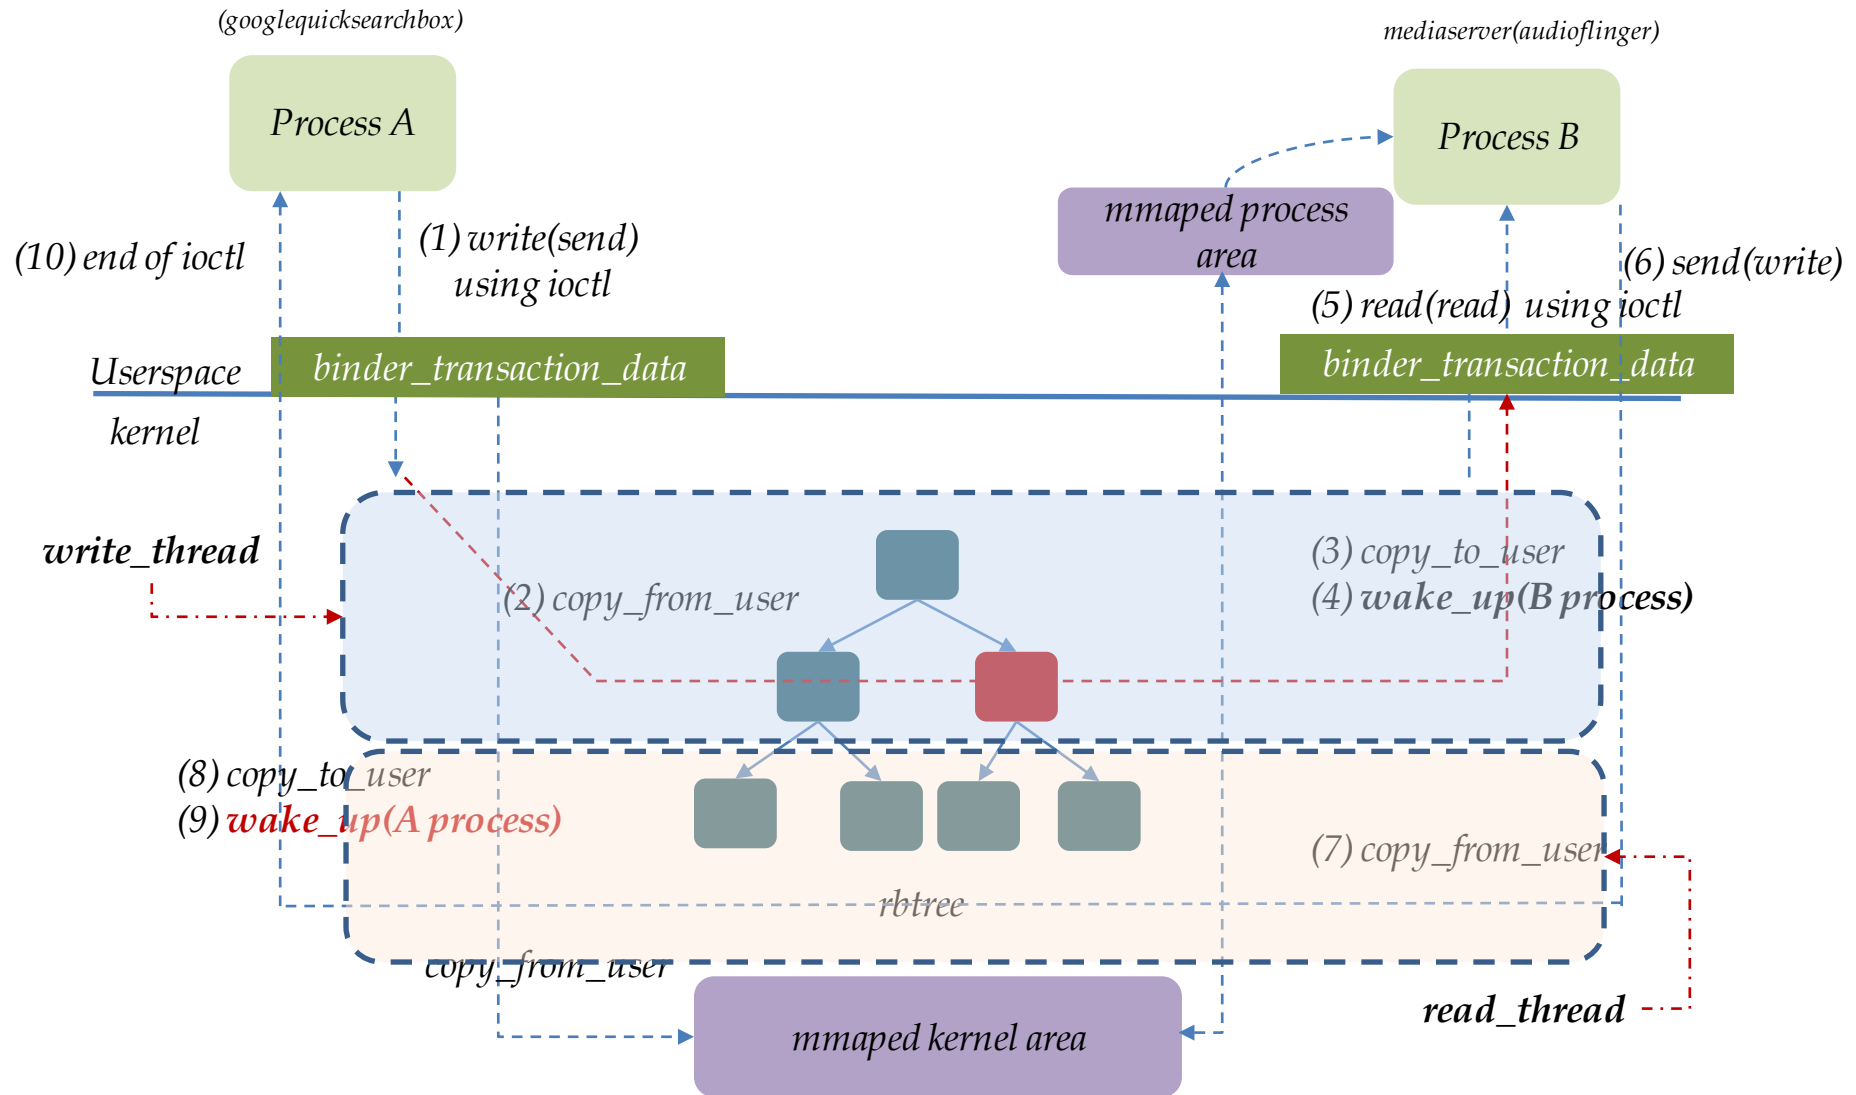 (googlequicksearchbox)
mediaserver(audioflinger)
Process A
Process B
mmaped process
area
(10) end of ioctl
(1) write(send)
using ioctl
(6) send(write)
(5) read(read) using ioctl
Userspace
binder_transaction_data
binder_transaction_data
kernel
write_thread
(2) copy_from_user
(3) copy_to_user
(4) wake_up(B process)
(8) copy_to_user
(9) wake_up(A process)
(7) copy_from_user
rbtree
copy_from_user
read_thread
mmaped kernel area